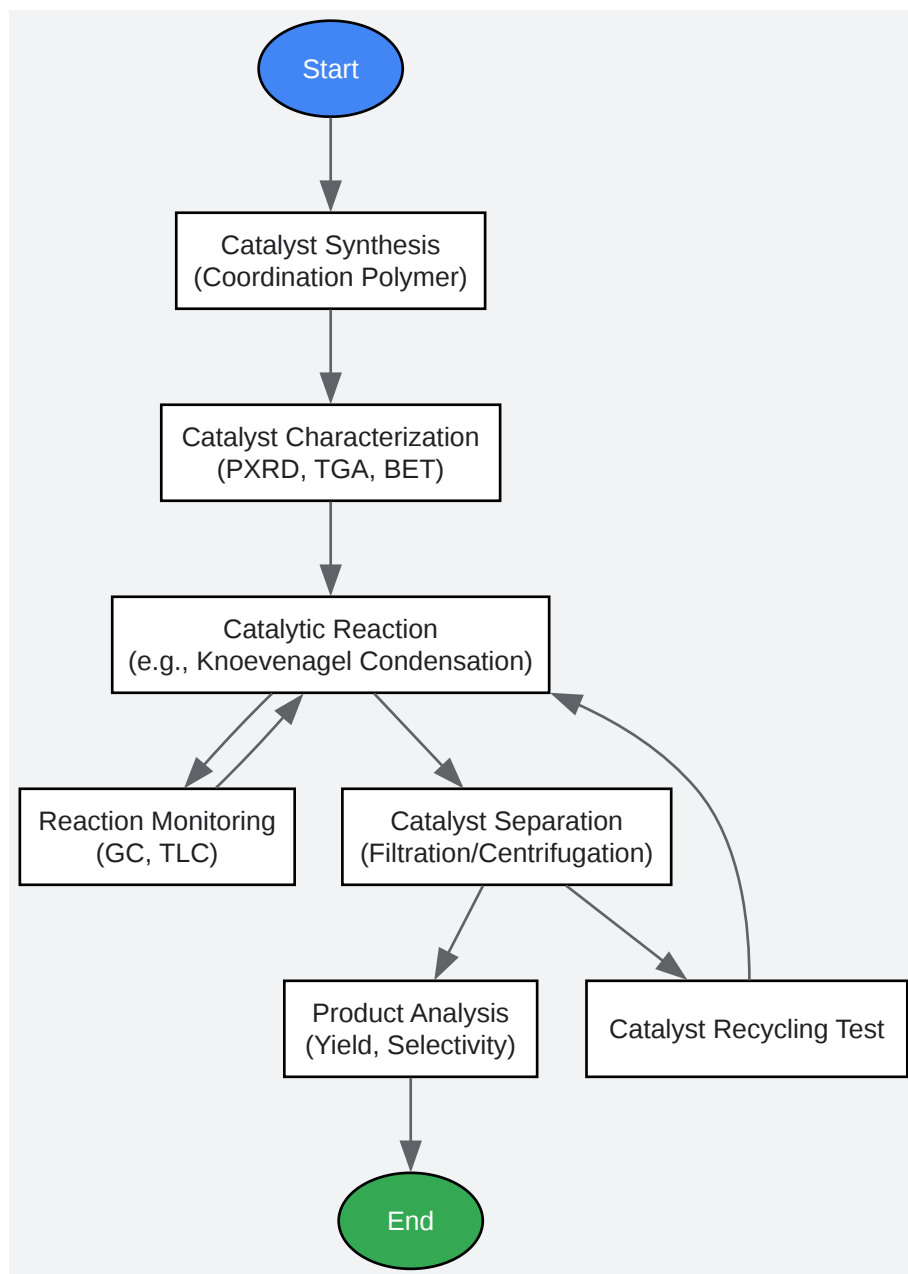 Start
Catalyst Synthesis
(Coordination Polymer)
Catalyst Characterization
(PXRD, TGA, BET)
Catalytic Reaction
(e.g., Knoevenagel Condensation)
Reaction Monitoring
(GC, TLC)
Catalyst Separation
(Filtration/Centrifugation)
Product Analysis
(Yield, Selectivity)
Catalyst Recycling Test
End